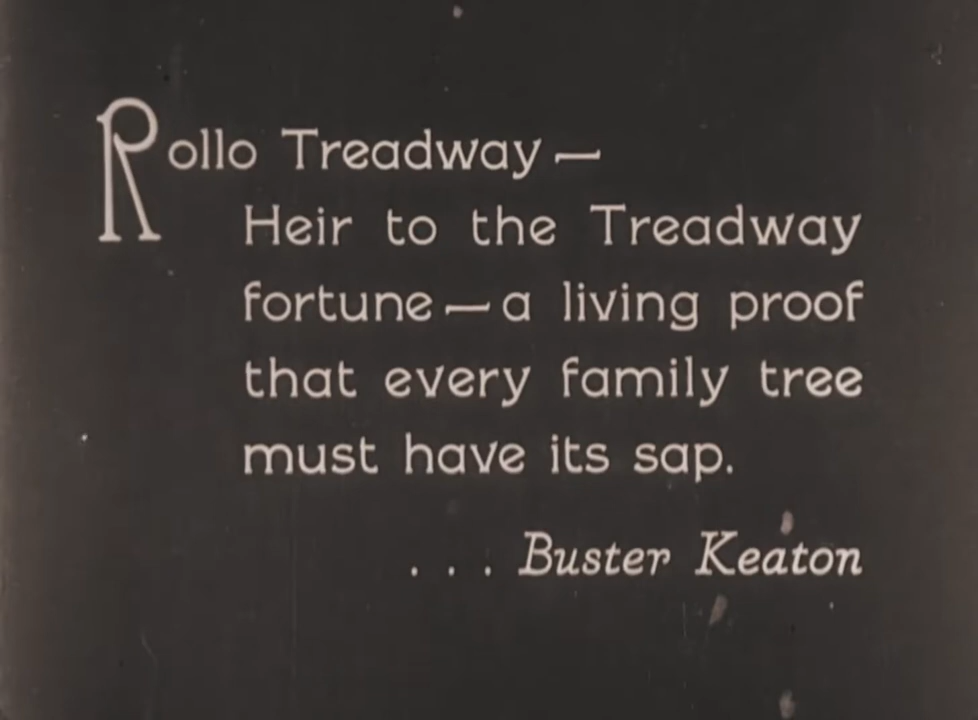 Rollo Treadway —
Heir to the Treadway
fortune — a living proof
that every family tree
must have its sap.
. . . Buster Keaton